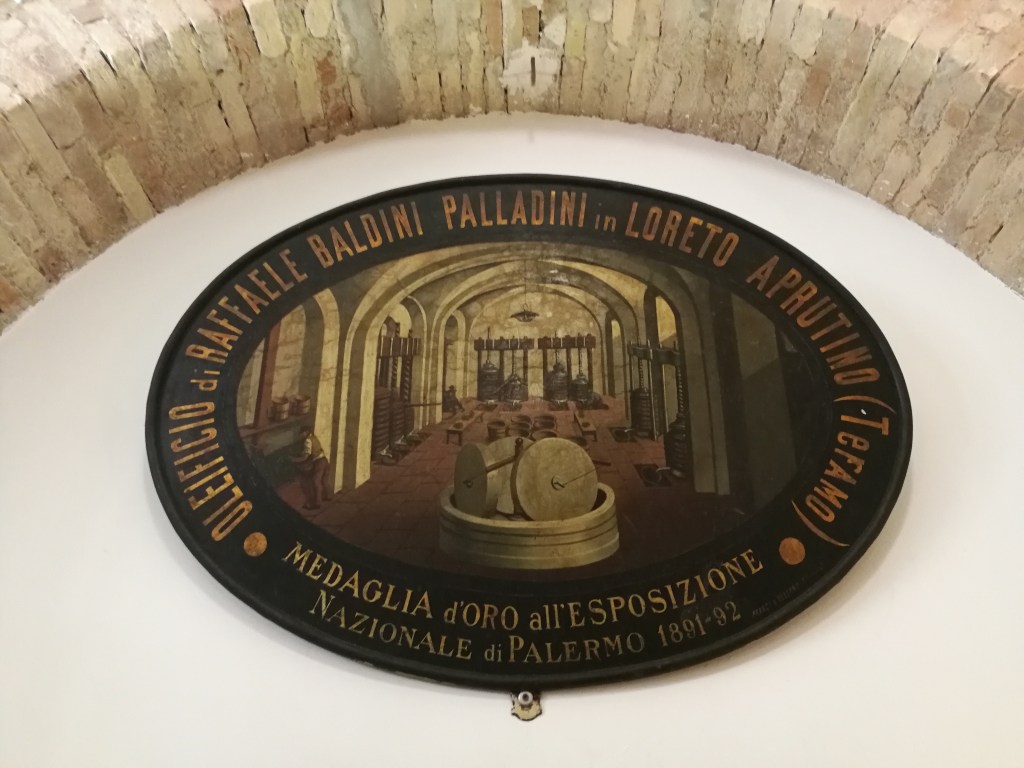 OLEIFICIO di RAFFAELE BALDINI PALLADINI in LORETO APRUTINO (TERAMO)
MEDAGLIA d'ORO all'ESPOSIZIONE
NAZIONALE di PALERMO 1891-92